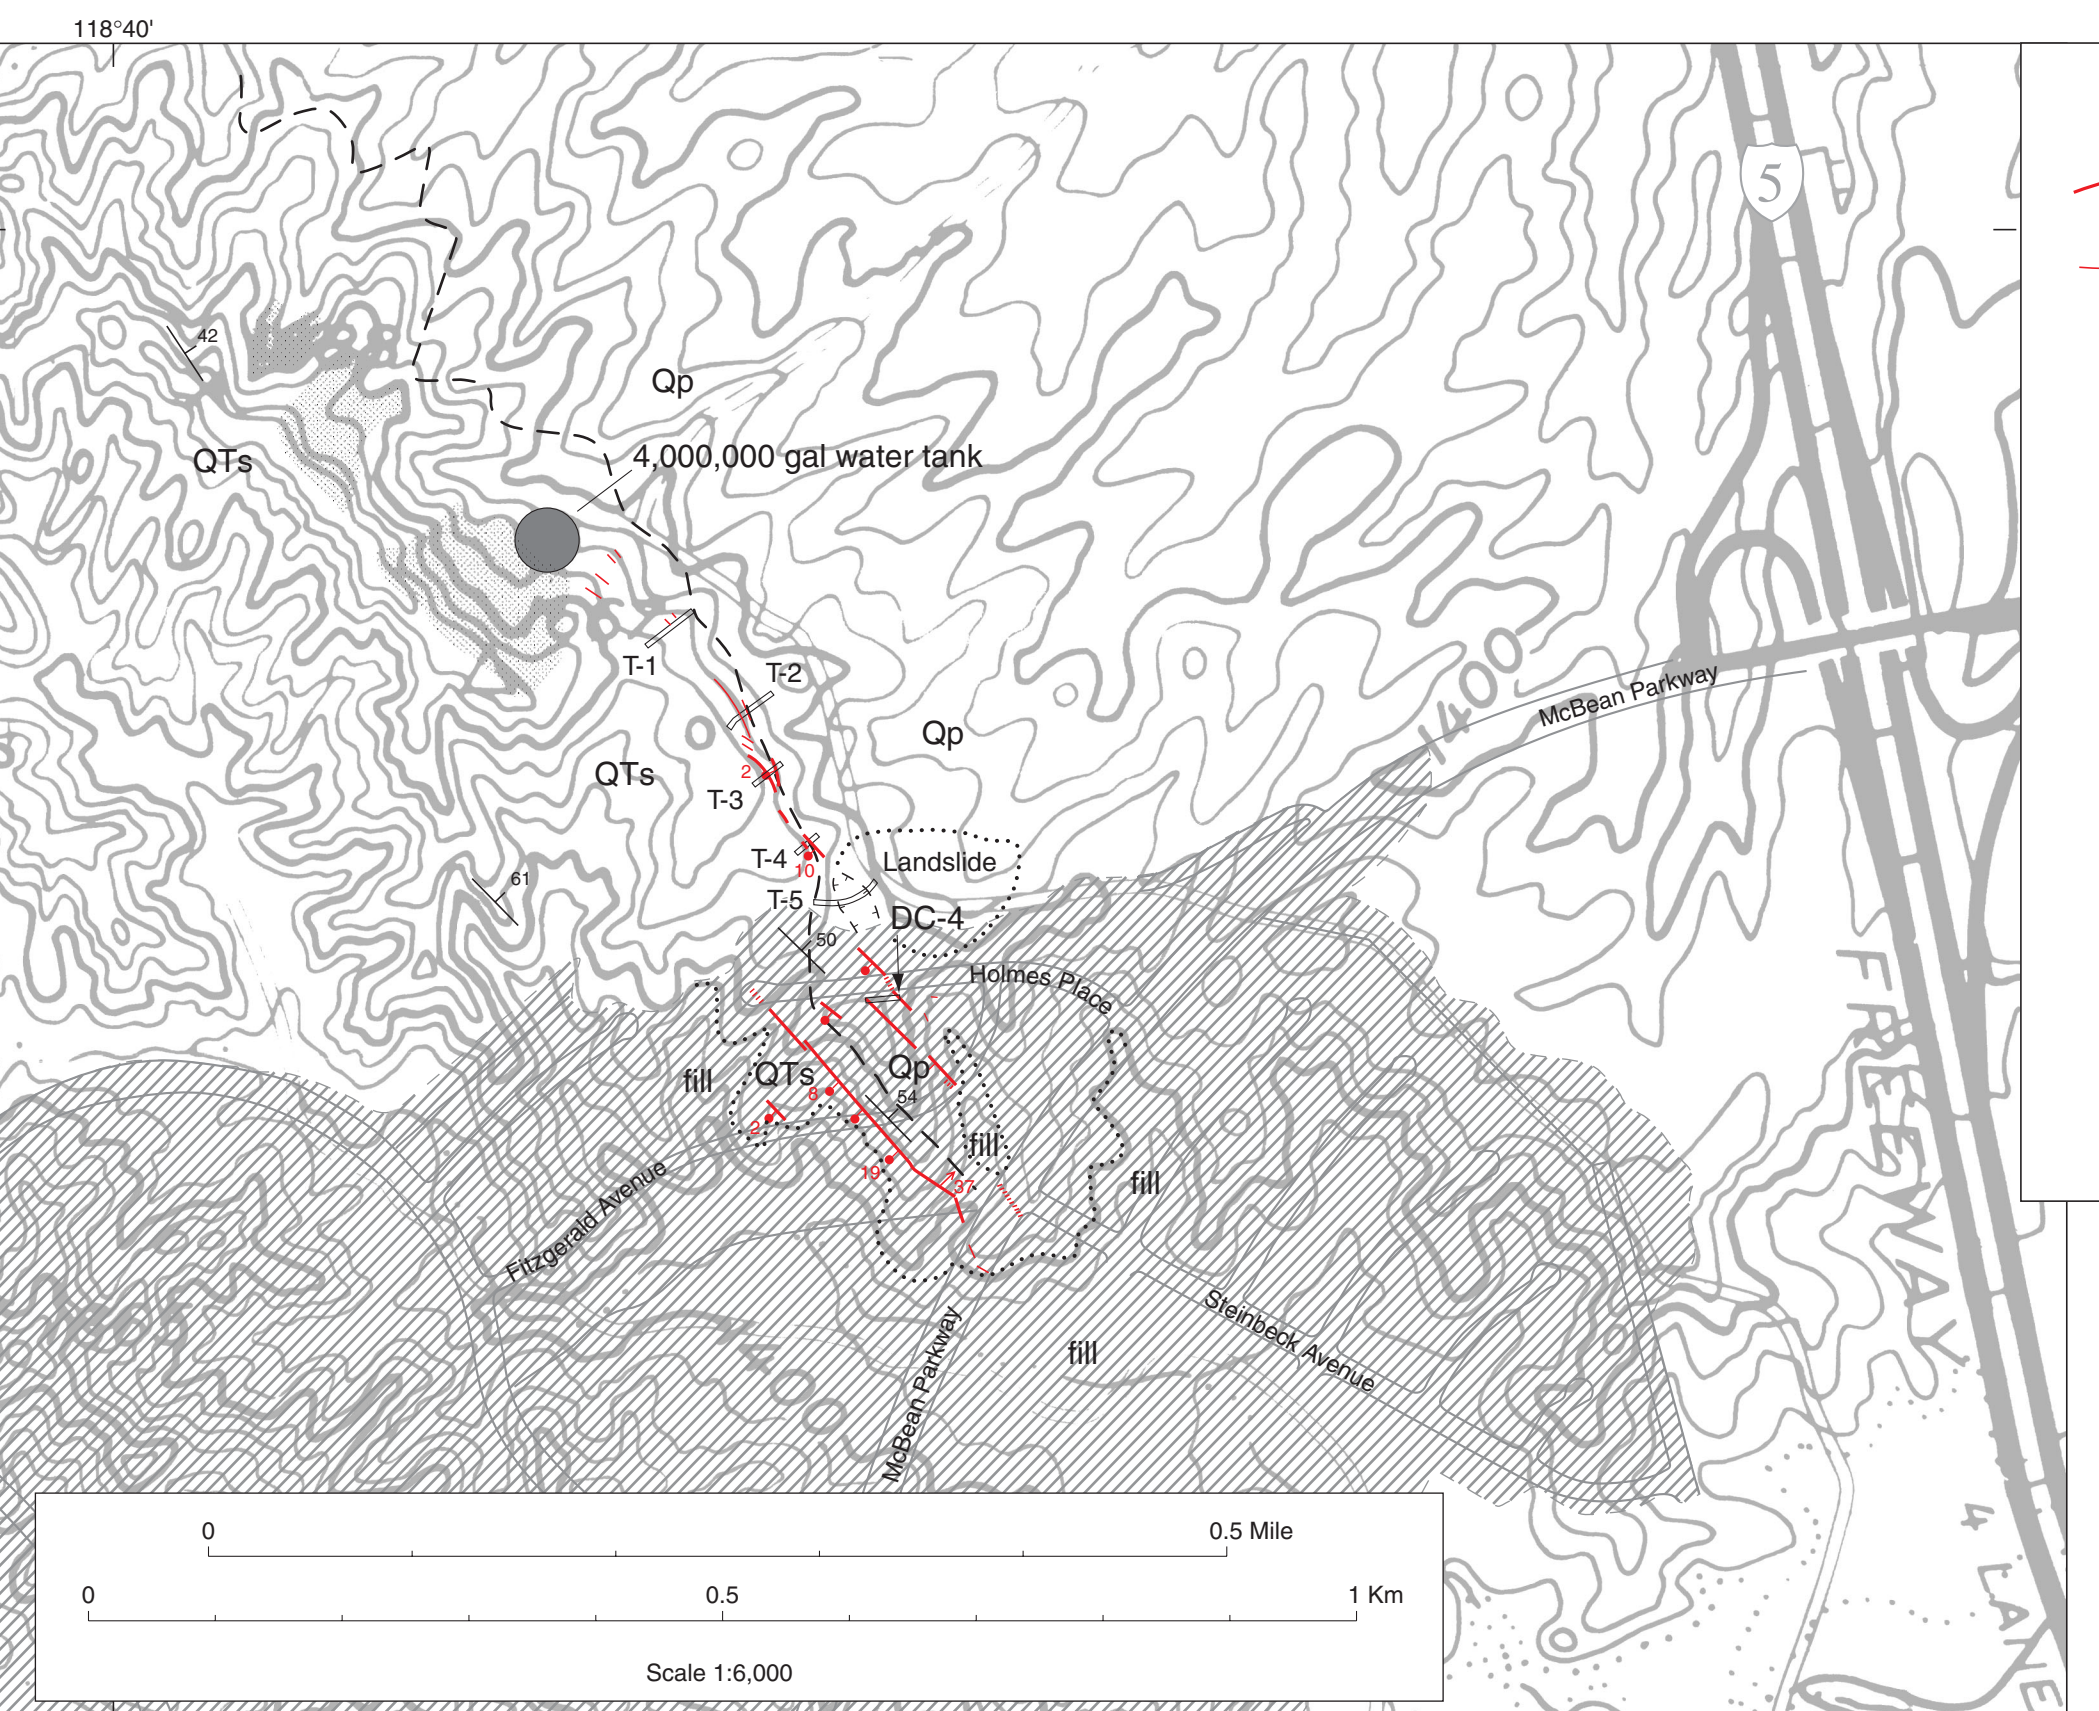 118°40'
5
42
Qp
QTs
4,000,000 gal water tank
1400
McBean Parkway
T-1
T-2
Qp
QTs
2
T-3
Landslide
T-4
10
61
T-5
DC-4
50
FREEWAY
Holmes Place
QTs
Qp
fill
8
54
2
fill
19
37
fill
Fitzgerald Avenue
Steinbeck Avenue
McBean Parkway
fill
1400
4 LANE
0
0.5 Mile
0
0.5
1 Km
Scale 1:6,000